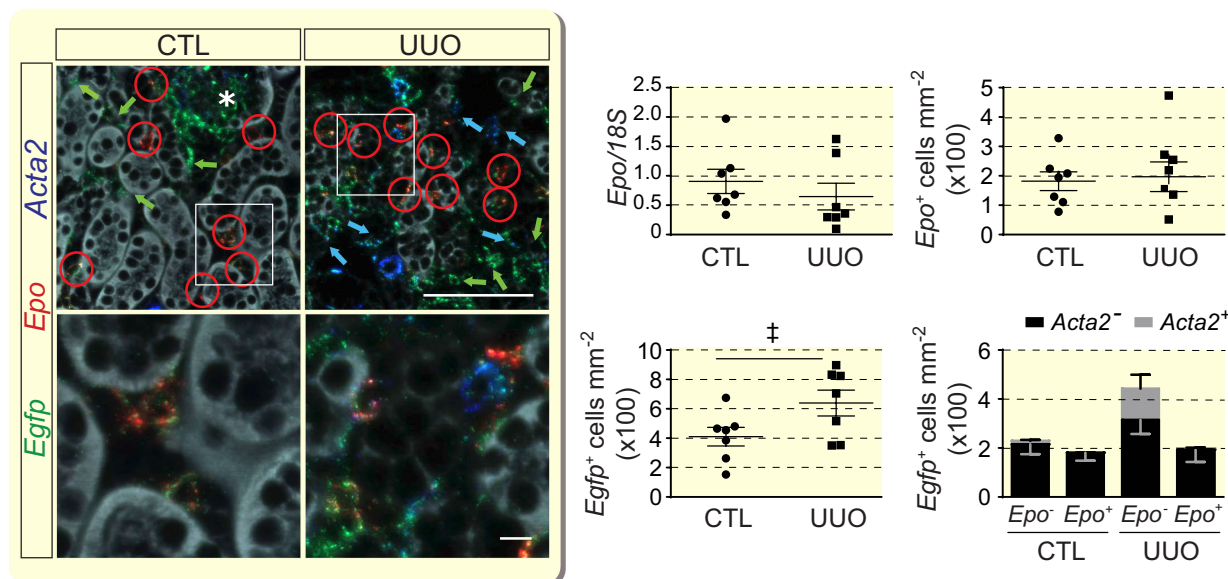 CTL UUO
Egfp Epo Acta2
*
Epo/18S
2.5
2.0
1.5
1.0
0.5
0
CTL UUO
Epo⁺ cells mm⁻²
(x100)
5
4
3
2
1
0
CTL UUO
Egfp⁺ cells mm⁻²
(x100)
10
8
6
4
2
0
‡
CTL UUO
Acta2⁻ Acta2⁺
Egfp⁺ cells mm⁻²
(x100)
6
4
2
0
Epo⁻ Epo⁺ Epo⁻ Epo⁺
CTL UUO